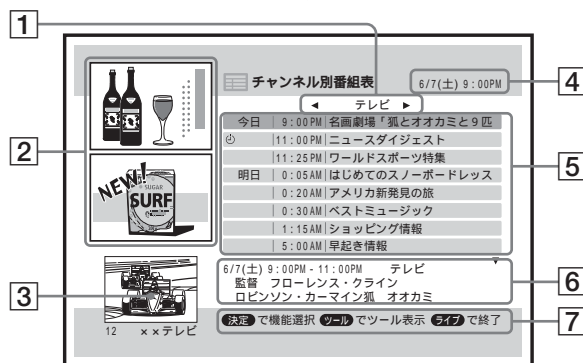 1
2
3
4
5
6
7
チャンネル別番組表
6/7(土) 9:00PM
◀ テレビ ▶
今日 9:00PM 名画劇場「狐とオオカミと9匹
11:00PM ニュースダイジェスト
11:25PM ワールドスポーツ特集
明日 0:05AM はじめてのスノーボードレッス
0:20AM アメリカ新発見の旅
0:30AM ベストミュージック
1:15AM ショッピング情報
5:00AM 早起き情報
NEW!
SUGAR
SURF
6/7(土) 9:00PM-11:00PM テレビ
監督 フローレンス・クライン
ロビンソン・カーマイン狐 オオカミ
12 ××テレビ
決定 で機能選択 ツール でツール表示 ライブ で終了